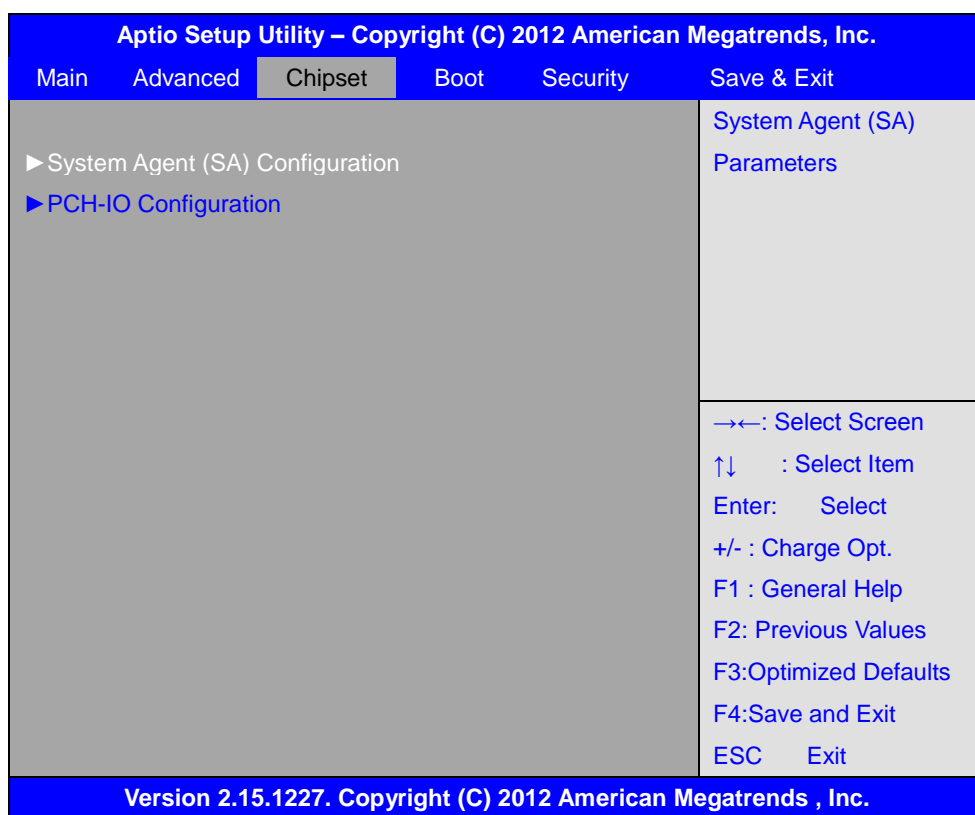 Aptio Setup Utility – Copyright (C) 2012 American Megatrends, Inc.
Main Advanced Chipset Boot Security Save & Exit
►System Agent (SA) Configuration
►PCH-IO Configuration
System Agent (SA)
Parameters
→←: Select Screen
↑↓ : Select Item
Enter: Select
+/- : Charge Opt.
F1 : General Help
F2: Previous Values
F3:Optimized Defaults
F4:Save and Exit
ESC Exit
Version 2.15.1227. Copyright (C) 2012 American Megatrends , Inc.